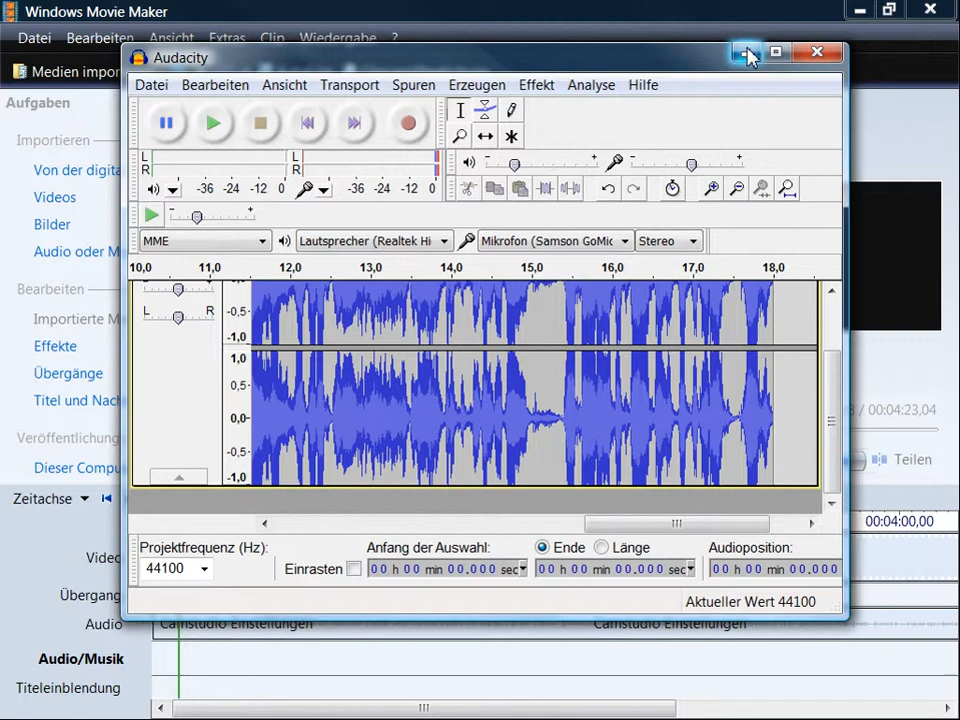 Windows Movie Maker
Datei Bearbeiten Ansicht Extras Clip Wiedergabe ?
Medien impor
Aufgaben
Importieren
Von der digita
Videos
Bilder
Audio oder M
Bearbeiten
Importierte M
Effekte
Übergänge
Titel und Nach
Veröffentlichung
Dieser Compu
Audacity
Datei Bearbeiten Ansicht Transport Spuren Erzeugen Effekt Analyse Hilfe
L
R
L
R
-36 -24 -12 0
-36 -24 -12 0
MME
Lautsprecher (Realtek Hi
Mikrofon (Samson GoMic
Stereo
10,0 11,0 12,0 13,0 14,0 15,0 16,0 17,0 18,0
L R
-0,5
-1,0
1,0
0,5
0,0
-0,5
-1,0
Projektfrequenz (Hz):
44100
Einrasten
Anfang der Auswahl:
00 h 00 min 00.000 sec
Ende Länge
00 h 00 min 00.000 sec
Audioposition:
00 h 00 min 00.000
Aktueller Wert 44100
/ 00:04:23,04
Teilen
Zeitachse
00:04:00,00
Video
Übergang
Audio
Camstudio Einstellungen Camstudio Einstellungen
Audio/Musik
Titeleinblendung